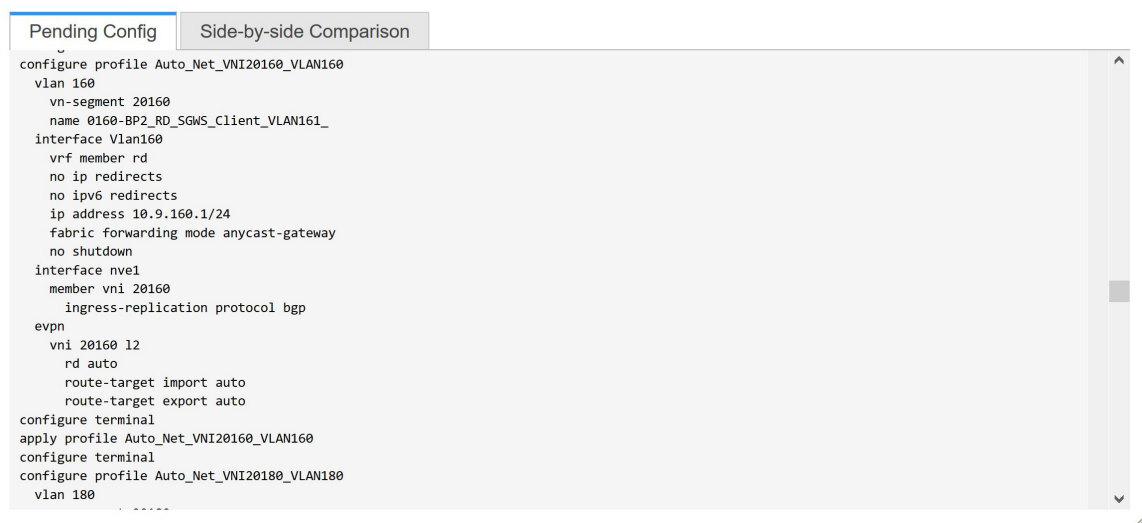 Pending Config
Side-by-side Comparison
configure profile Auto_Net_VNI20160_VLAN160
  vlan 160
    vn-segment 20160
    name 0160-BP2_RD_SGWS_Client_VLAN161_
  interface Vlan160
    vrf member rd
    no ip redirects
    no ipv6 redirects
    ip address 10.9.160.1/24
    fabric forwarding mode anycast-gateway
    no shutdown
  interface nve1
    member vni 20160
      ingress-replication protocol bgp
  evpn
    vni 20160 l2
      rd auto
      route-target import auto
      route-target export auto
configure terminal
apply profile Auto_Net_VNI20160_VLAN160
configure terminal
configure profile Auto_Net_VNI20180_VLAN180
  vlan 180